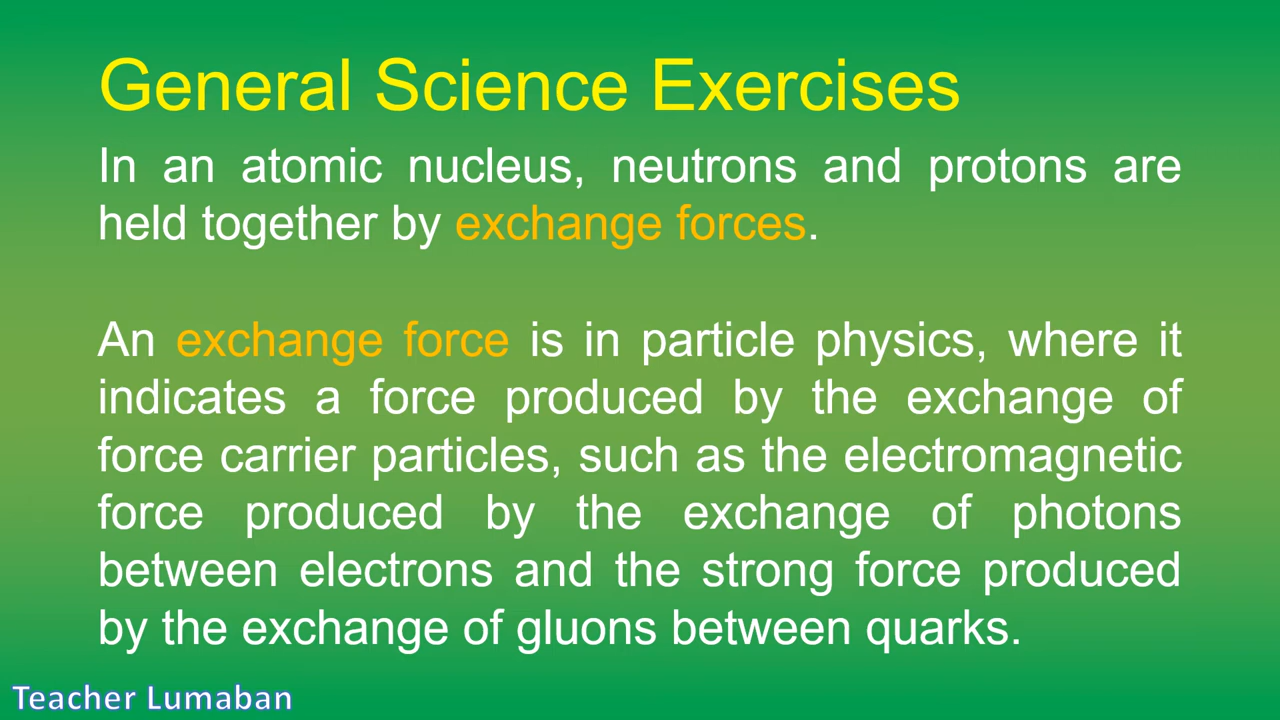 General Science Exercises
In an atomic nucleus, neutrons and protons are
held together by exchange forces.
An exchange force is in particle physics, where it
indicates a force produced by the exchange of
force carrier particles, such as the electromagnetic
force produced by the exchange of photons
between electrons and the strong force produced
by the exchange of gluons between quarks.
Teacher Lumaban